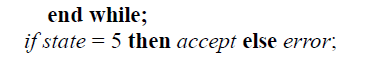 end while;
if state = 5 then accept else error;